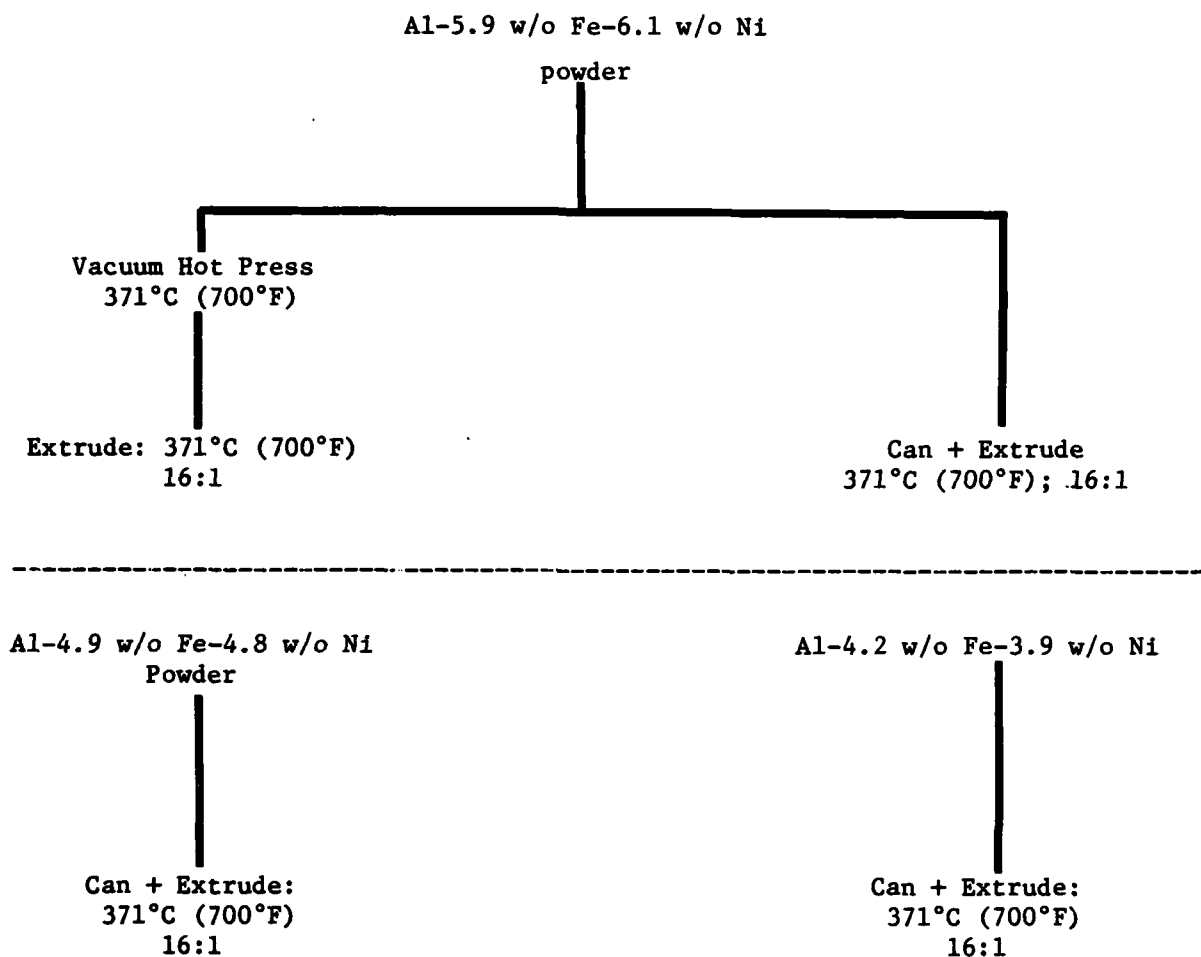 Al-5.9 w/o Fe-6.1 w/o Ni
powder
Vacuum Hot Press
371°C (700°F)
Extrude: 371°C (700°F)
16:1
Can + Extrude
371°C (700°F); .16:1
Al-4.9 w/o Fe-4.8 w/o Ni
Powder
Can + Extrude:
371°C (700°F)
16:1
Al-4.2 w/o Fe-3.9 w/o Ni
Can + Extrude:
371°C (700°F)
16:1